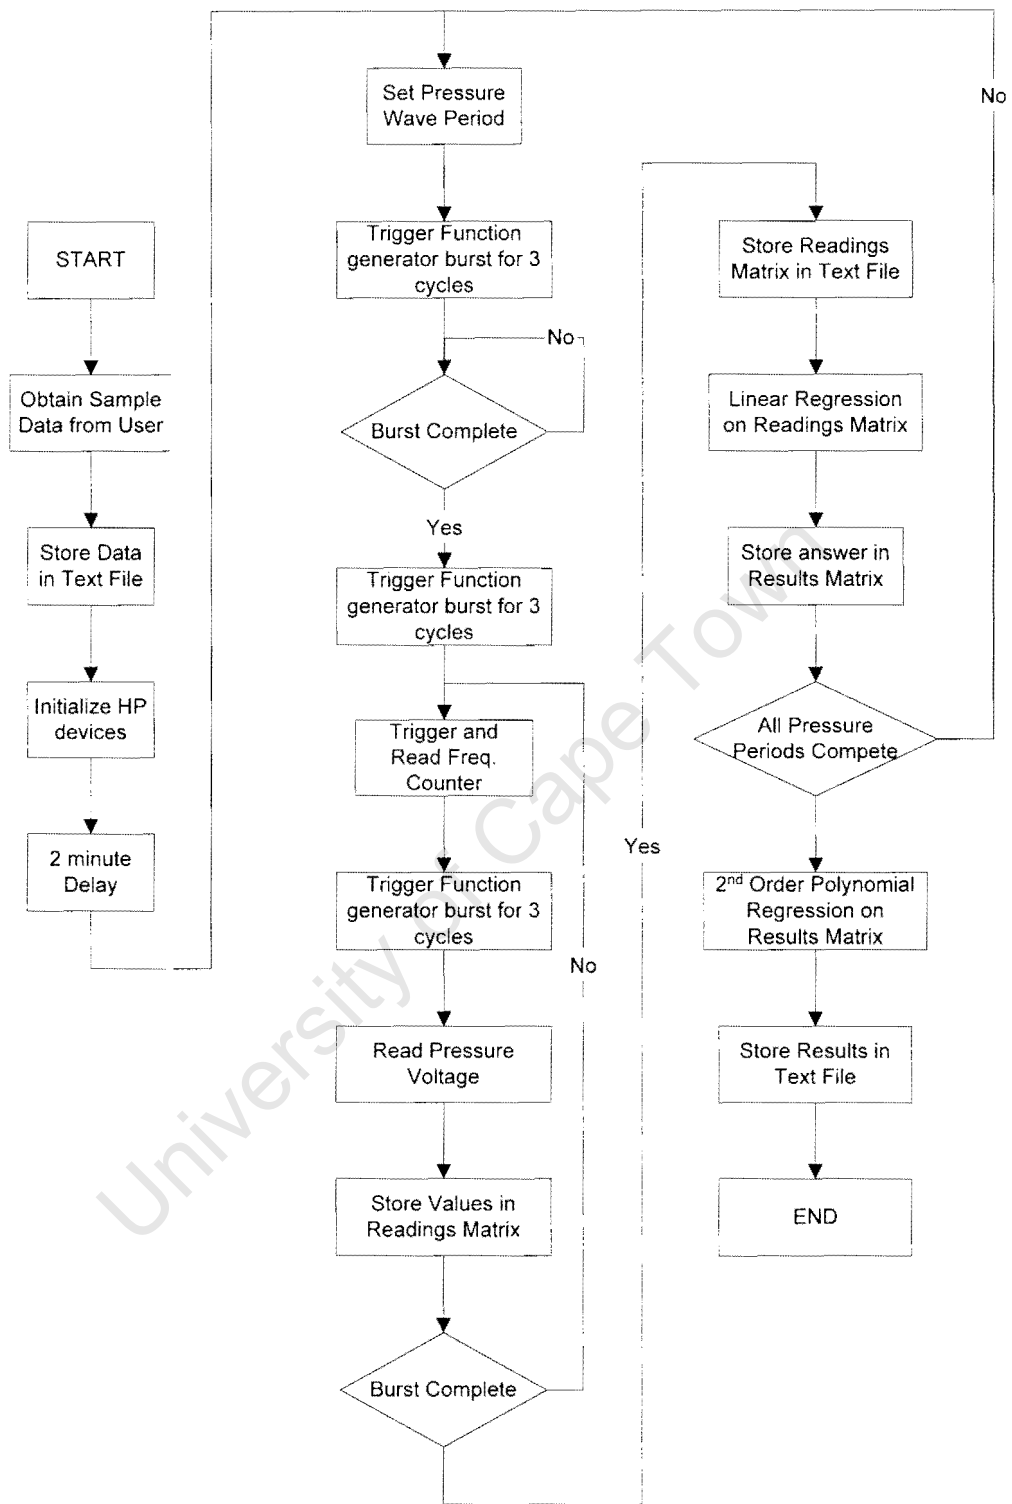 START
Obtain Sample
Data from User
Store Data
in Text File
Initialize HP
devices
2 minute
Delay
Set Pressure
Wave Period
Trigger Function
generator burst for 3
cycles
No
Burst Complete
Yes
Trigger Function
generator burst for 3
cycles
Trigger and
Read Freq.
Counter
Trigger Function
generator burst for 3
cycles
No
Read Pressure
Voltage
Store Values in
Readings Matrix
Burst Complete
Yes
Store Readings
Matrix in Text File
Linear Regression
on Readings Matrix
Store answer in
Results Matrix
All Pressure
Periods Compete
No
2nd Order Polynomial
Regression on
Results Matrix
Store Results in
Text File
END
University of Cape Town